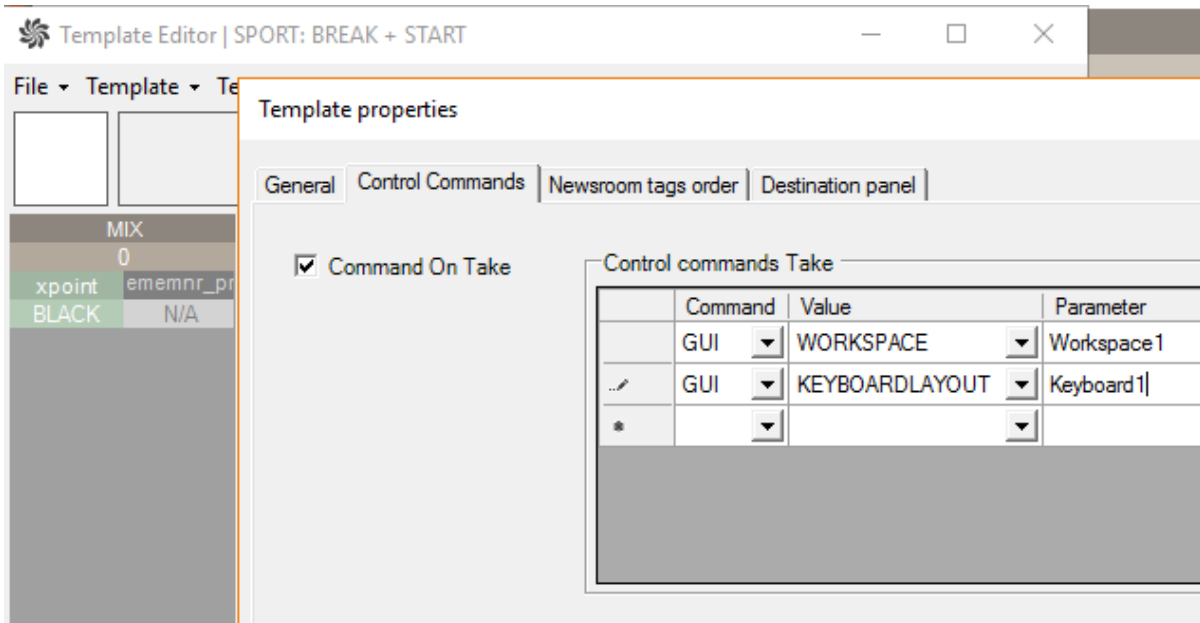 Template Editor | SPORT: BREAK + START
File Template Te
Template properties
General Control Commands Newsroom tags order Destination panel
MIX
0
xpoint ememnr_pr
BLACK N/A
Command On Take
Control commands Take
Command Value Parameter
GUI WORKSPACE Workspace1
GUI KEYBOARDLAYOUT Keyboard1